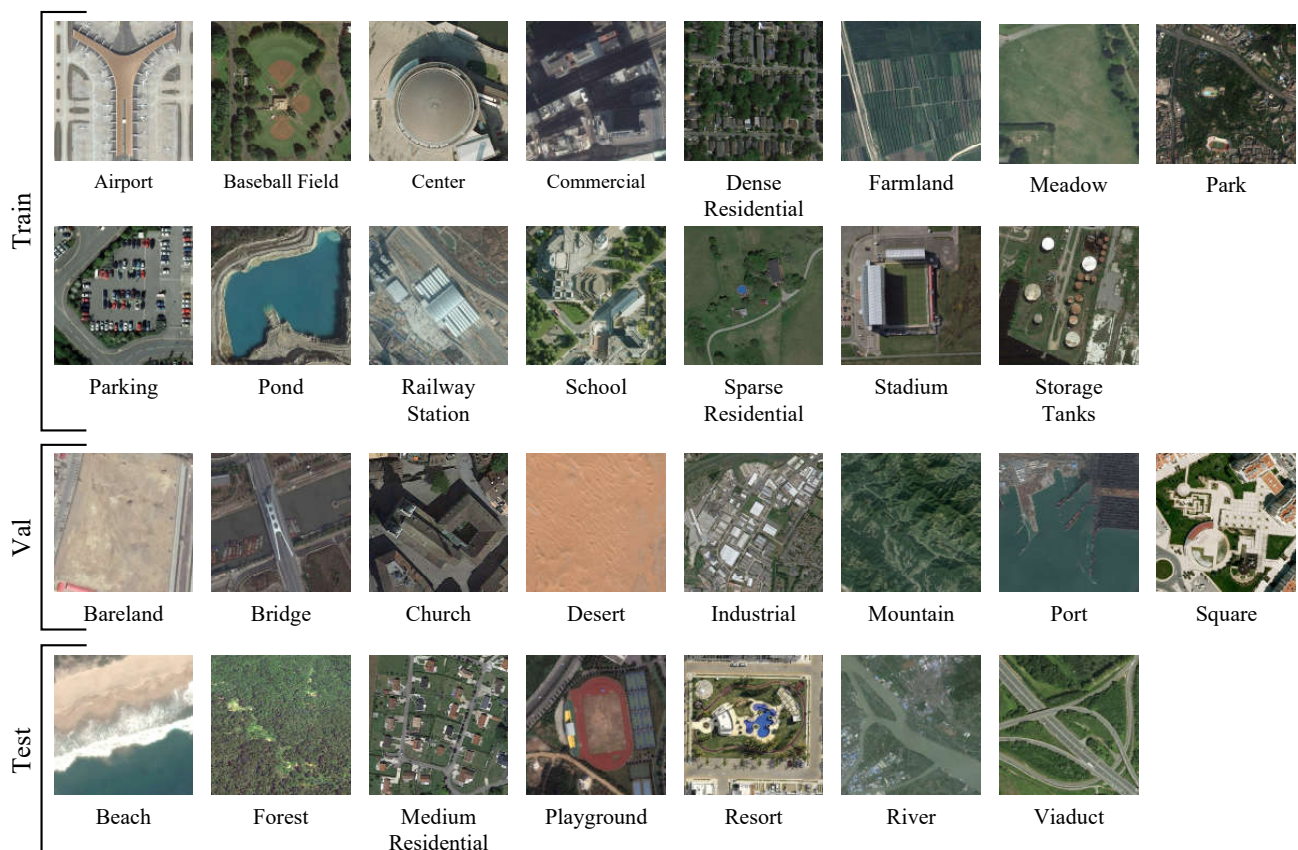 Train
Airport
Baseball Field
Center
Commercial
Dense
Residential
Farmland
Meadow
Park
Parking
Pond
Railway
Station
School
Sparse
Residential
Stadium
Storage
Tanks
Val
Bareland
Bridge
Church
Desert
Industrial
Mountain
Port
Square
Test
Beach
Forest
Medium
Residential
Playground
Resort
River
Viaduct